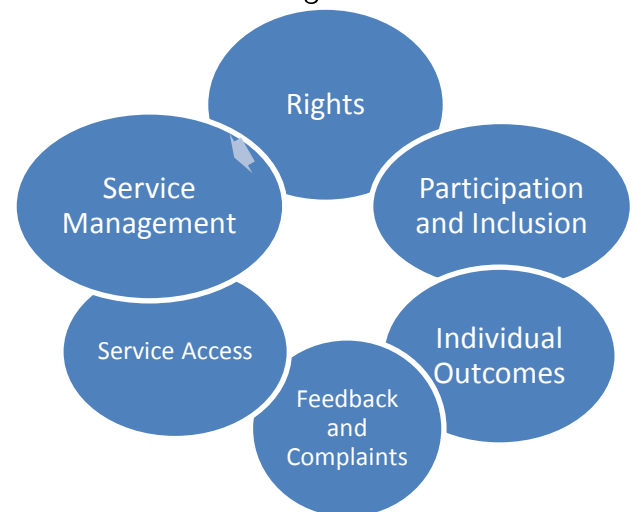 Rights
Participation
and Inclusion
Individual
Outcomes
Feedback
and
Complaints
Service Access
Service
Management